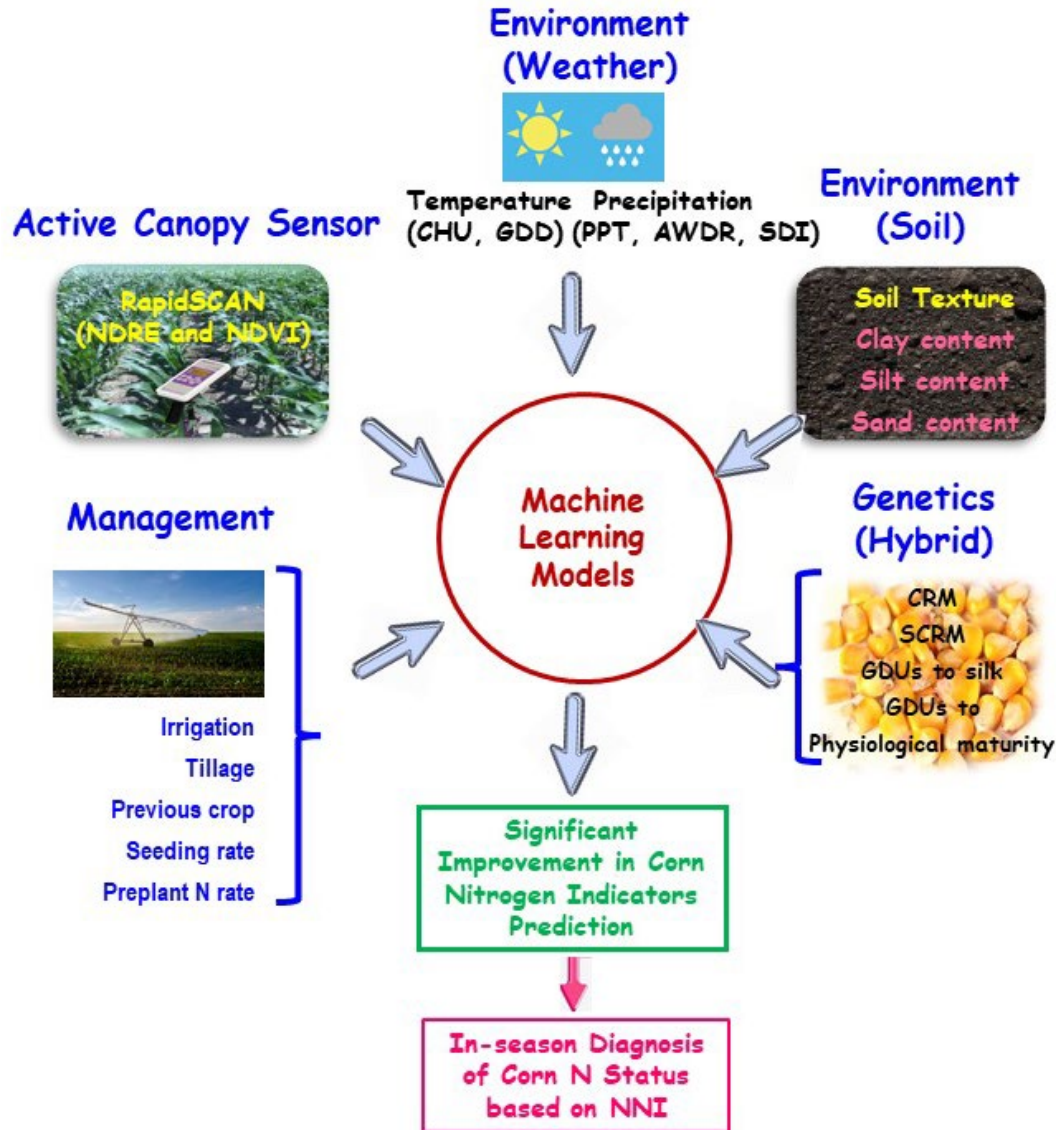 Environment
(Weather)
Temperature Precipitation
(CHU, GDD) (PPT, AWDR, SDI)
Active Canopy Sensor
RapidSCAN
(NDRE and NDVI)
Environment
(Soil)
Soil Texture
Clay content
Silt content
Sand content
Management
Irrigation
Tillage
Previous crop
Seeding rate
Preplant N rate
Machine
Learning
Models
Genetics
(Hybrid)
CRM
SCRM
GDUs to silk
GDUs to
Physiological maturity
Significant
Improvement in Corn
Nitrogen Indicators
Prediction
In-season Diagnosis
of Corn N Status
based on NNI